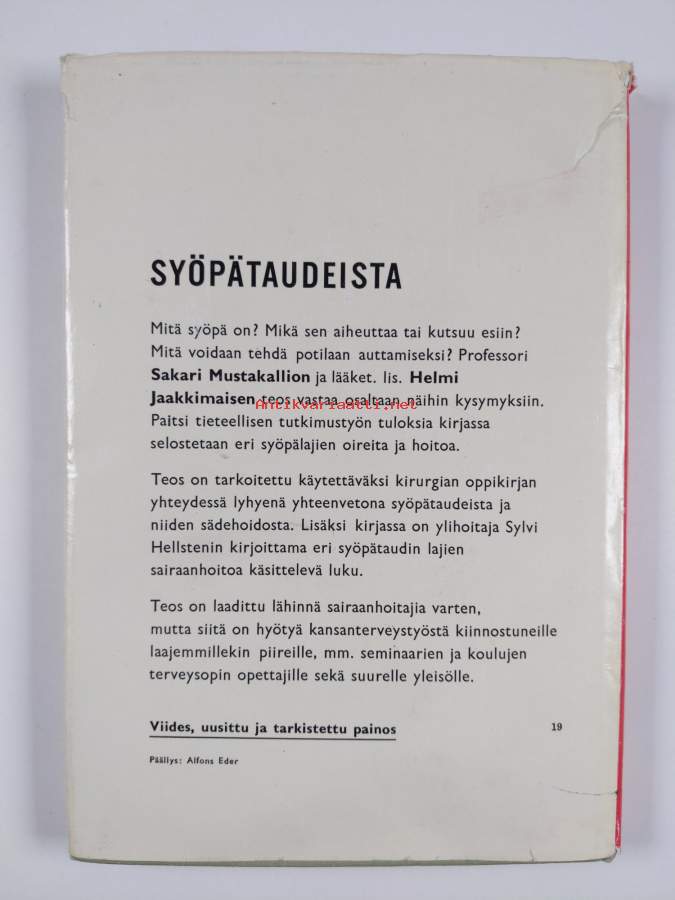 SYÖPÄTAUDEISTA
Mitä syöpä on? Mikä sen aiheuttaa tai kutsuu esiin?
Mitä voidaan tehdä potilaan auttamiseksi? Professori
Sakari Mustakallion ja lääket. lis. Helmi
Jaakkimaisen teos vastaa osaltaan näihin kysymyksiin.
Antikvariaatti.net
Paitsi tieteellisen tutkimustyön tuloksia kirjassa
selostetaan eri syöpälajien oireita ja hoitoa.
Teos on tarkoitettu käytettäväksi kirurgian oppikirjan
yhteydessä lyhyenä yhteenvetona syöpätaudeista ja
niiden sädehoidosta. Lisäksi kirjassa on ylihoitaja Sylvi
Hellstenin kirjoittama eri syöpätaudin lajien
sairaanhoitoa käsittelevä luku.
Teos on laadittu lähinnä sairaanhoitajia varten,
mutta siitä on hyötyä kansanterveystyöstä kiinnostuneille
laajemmillekin piireille, mm. seminaarien ja koulujen
terveysopin opettajille sekä suurelle yleisölle.
Viides, uusittu ja tarkistettu painos 19
Päällys: Alfons Eder